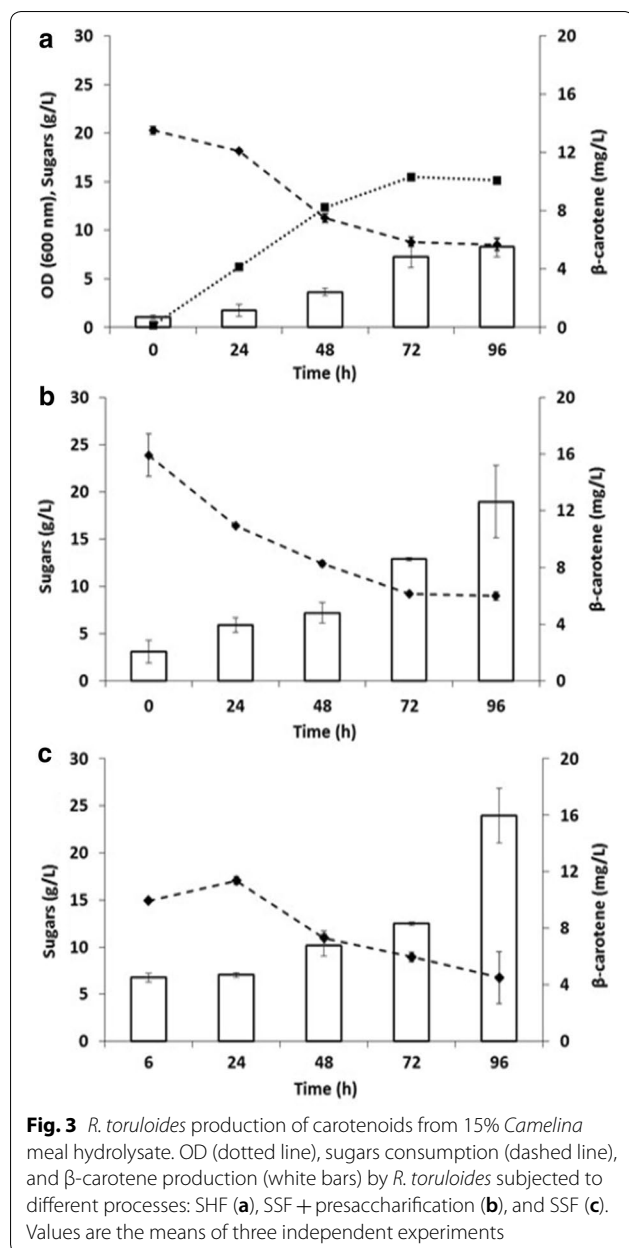 a
30
25
20
15
10
5
0
OD (600 nm), Sugars (g/L)
20
16
12
8
4
0
β-carotene (mg/L)
0 24 48 72 96
Time (h)
b
30
25
20
15
10
5
0
Sugars (g/L)
20
16
12
8
4
0
β-carotene (mg/L)
0 24 48 72 96
Time (h)
c
30
25
20
15
10
5
0
Sugars (g/L)
20
16
12
8
4
0
β-carotene (mg/L)
6 24 48 72 96
Time (h)
Fig. 3 R. toruloides production of carotenoids from 15% Camelina
meal hydrolysate. OD (dotted line), sugars consumption (dashed line),
and β-carotene production (white bars) by R. toruloides subjected to
different processes: SHF (a), SSF + presaccharification (b), and SSF (c).
Values are the means of three independent experiments